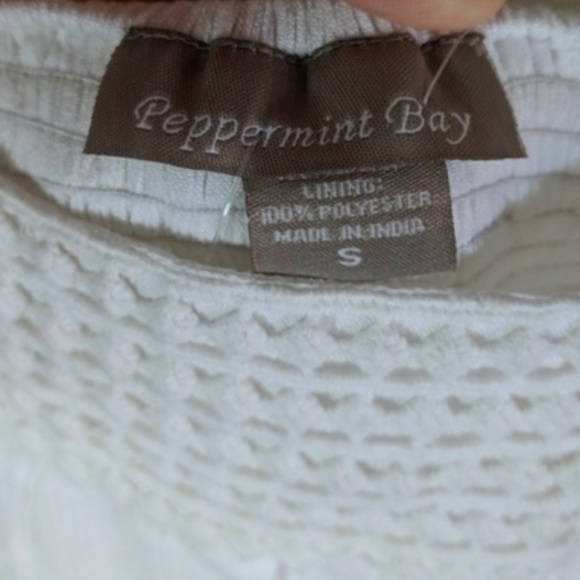 Peppermint Bay
LINING:
100% POLYESTER
MADE IN INDIA
S